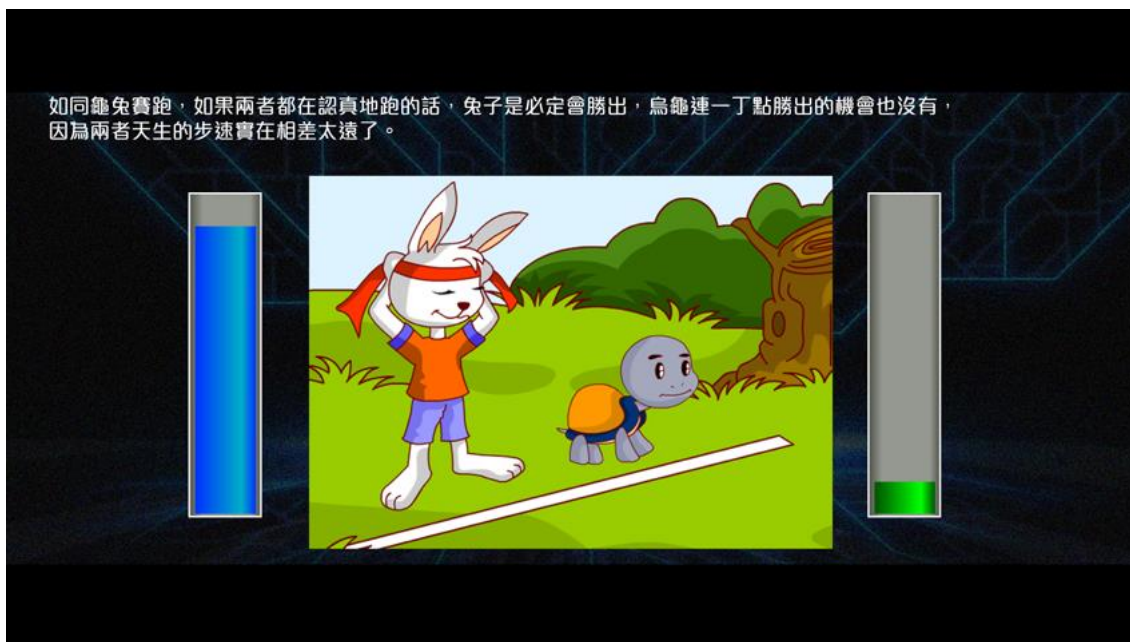 如同龜兔賽跑，如果兩者都在認真地跑的話，兔子是必定會勝出，烏龜連一丁點勝出的機會也沒有，
因為兩者天生的步速實在相差太遠了。